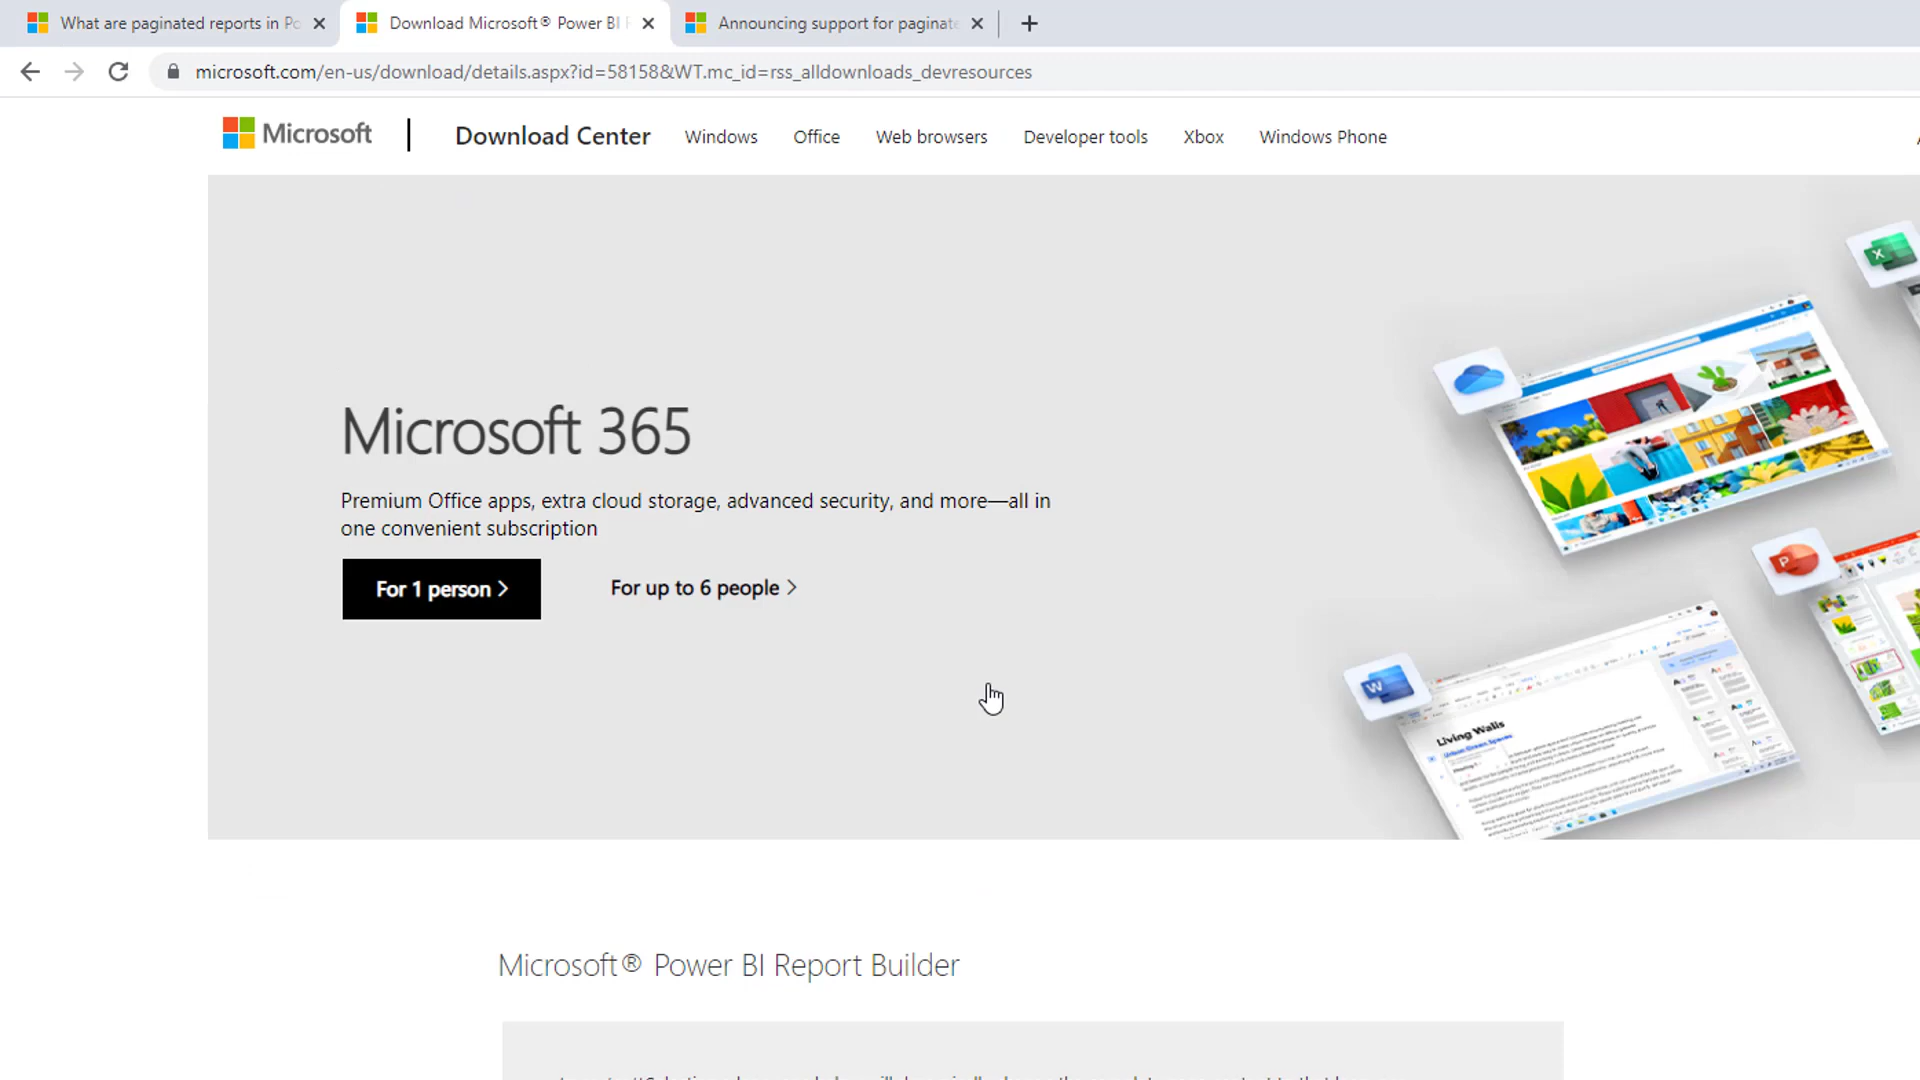 What are paginated reports in Po
Download Microsoft® Power BI R
Announcing support for paginate
microsoft.com/en-us/download/details.aspx?id=58158&WT.mc_id=rss_alldownloads_devresources
Microsoft
Download Center
Windows
Office
Web browsers
Developer tools
Xbox
Windows Phone
Microsoft 365
Premium Office apps, extra cloud storage, advanced security, and more—all in
one convenient subscription
For 1 person
For up to 6 people
Living Walls
Urban Green Spaces
Microsoft® Power BI Report Builder